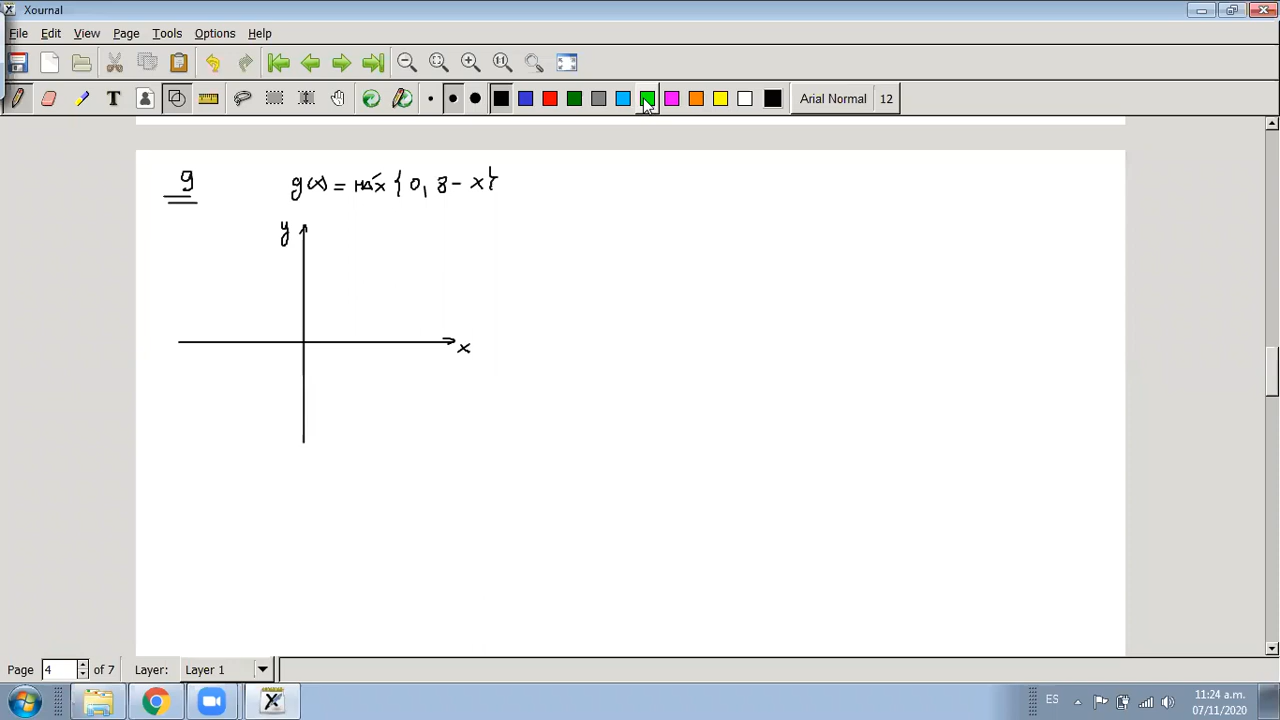 Xournal
File Edit View Page Tools Options Help
Arial Normal 12
9 g(x) = máx { 0, 8 - x }
y
x
Page 4 of 7 Layer: Layer 1
ES 11:24 a.m.
07/11/2020